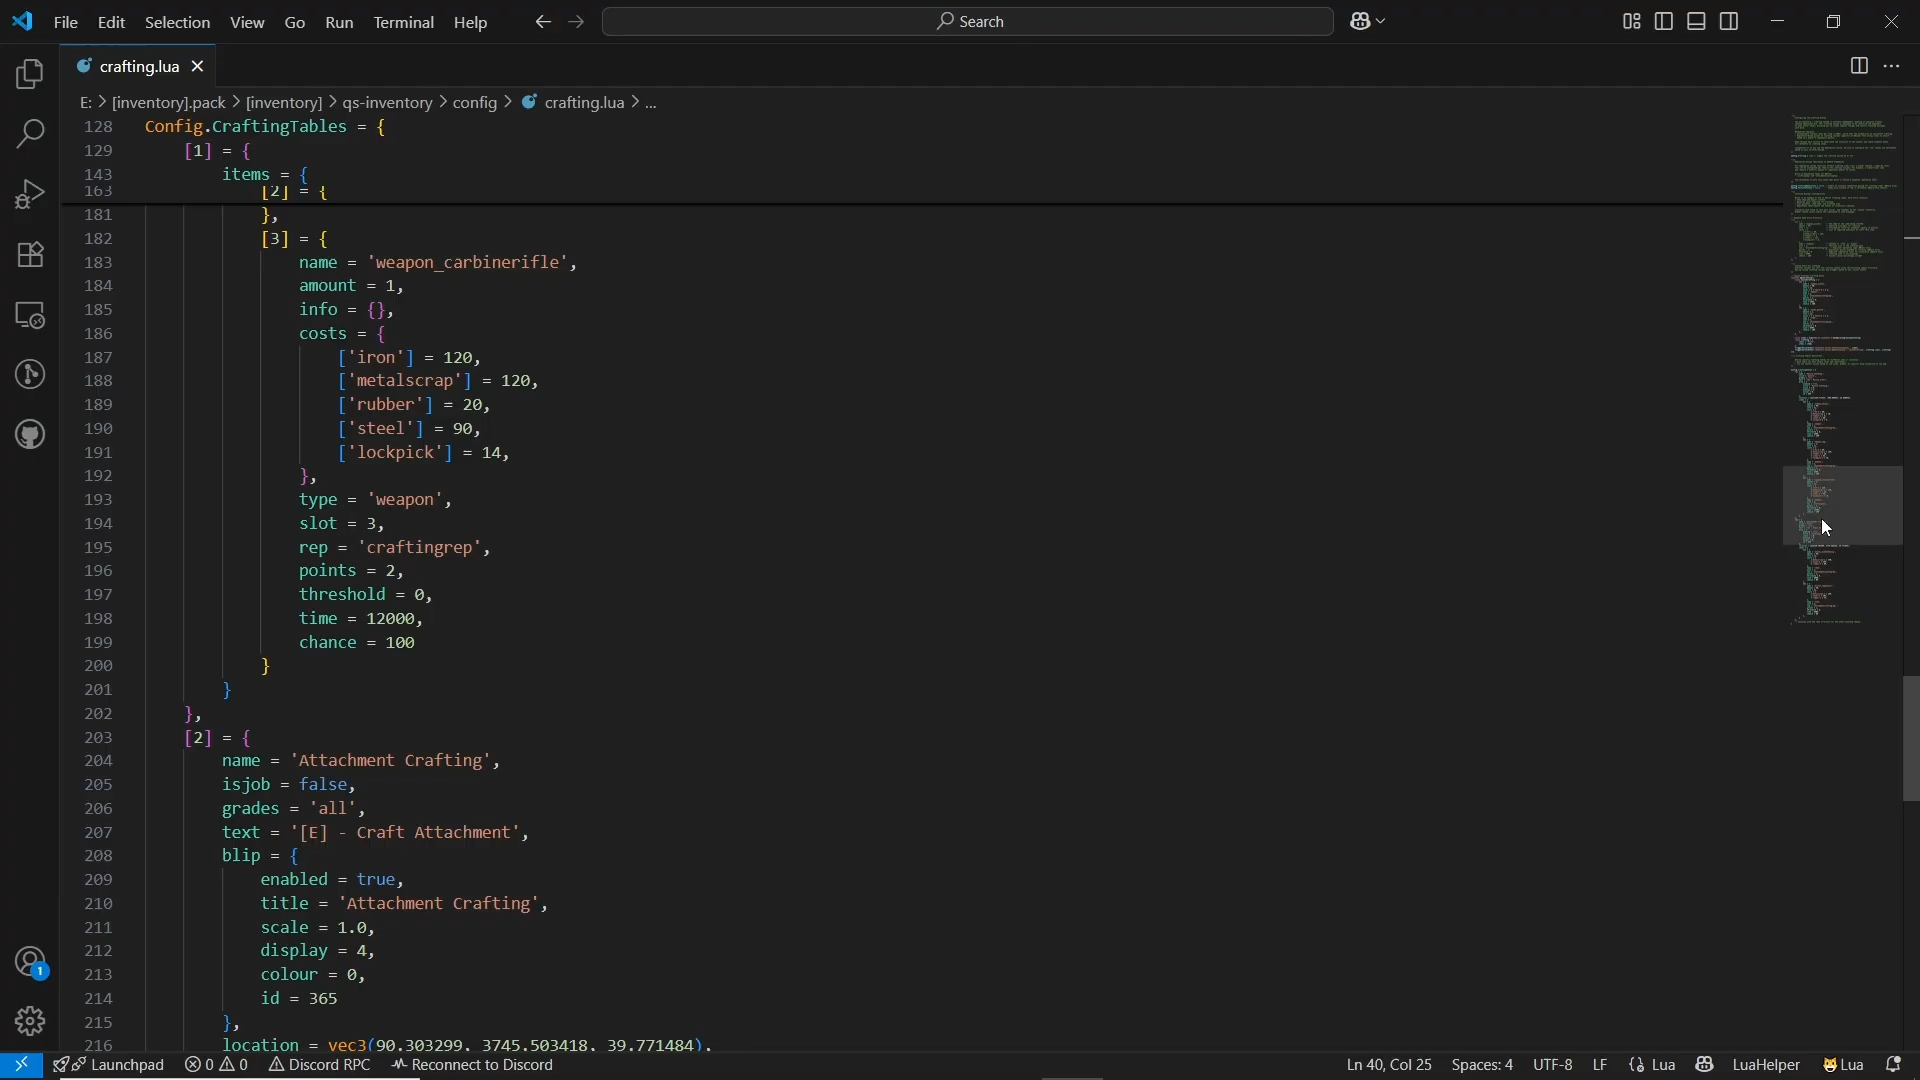 File Edit Selection View Go Run Terminal Help Search
crafting.lua
E: > [inventory].pack > [inventory] > qs-inventory > config > crafting.lua > ...
128 Config.CraftingTables = {
129 [1] = {
143 items = {
163 [2] = {
181 },
182 [3] = {
183 name = 'weapon_carbinerifle',
184 amount = 1,
185 info = {},
186 costs = {
187 ['iron'] = 120,
188 ['metalscrap'] = 120,
189 ['rubber'] = 20,
190 ['steel'] = 90,
191 ['lockpick'] = 14,
192 },
193 type = 'weapon',
194 slot = 3,
195 rep = 'craftingrep',
196 points = 2,
197 threshold = 0,
198 time = 12000,
199 chance = 100
200 }
201 }
202 },
203 [2] = {
204 name = 'Attachment Crafting',
205 isjob = false,
206 grades = 'all',
207 text = '[E] - Craft Attachment',
208 blip = {
209 enabled = true,
210 title = 'Attachment Crafting',
211 scale = 1.0,
212 display = 4,
213 colour = 0,
214 id = 365
215 },
216 location = vec3(90.303299, 3745.503418, 39.771484),
1
Launchpad 0 0 Discord RPC Reconnect to Discord Ln 40, Col 25 Spaces: 4 UTF-8 LF {} Lua LuaHelper Lua